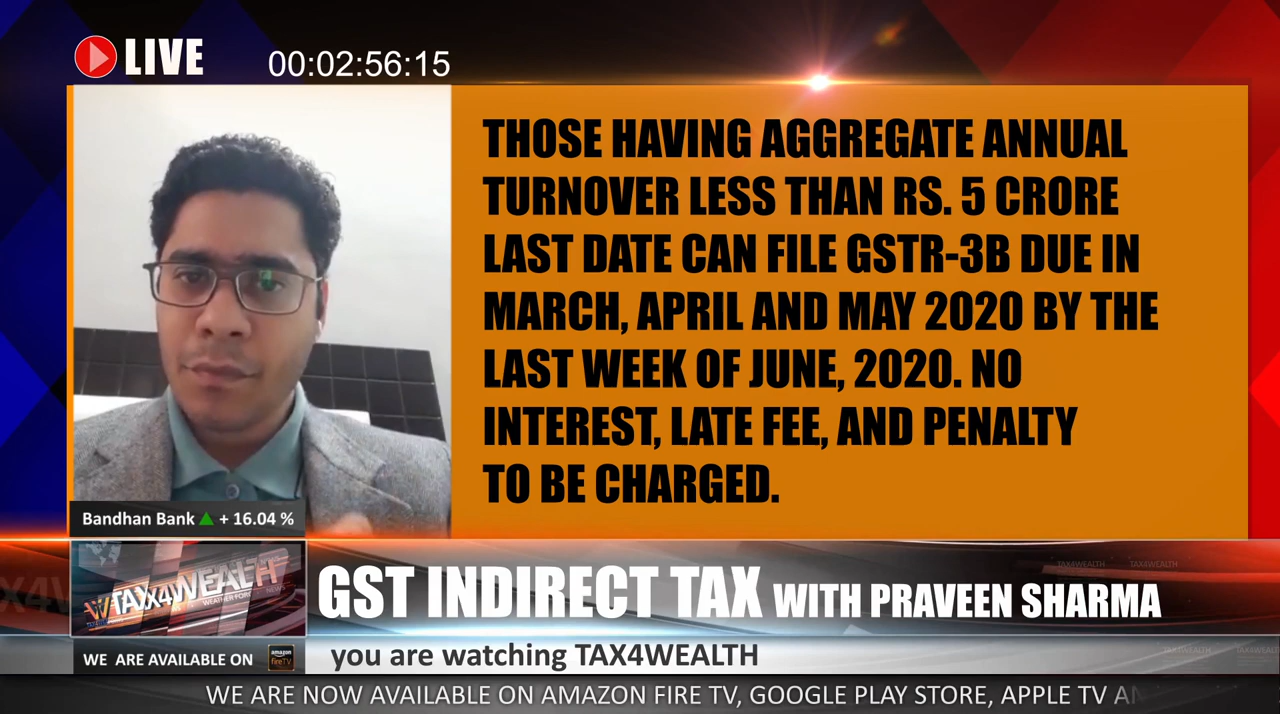 LIVE
00:02:56:15
THOSE HAVING AGGREGATE ANNUAL
TURNOVER LESS THAN RS. 5 CRORE
LAST DATE CAN FILE GSTR-3B DUE IN
MARCH, APRIL AND MAY 2020 BY THE
LAST WEEK OF JUNE, 2020. NO
INTEREST, LATE FEE, AND PENALTY
TO BE CHARGED.
Bandhan Bank ▲ + 16.04 %
TAX4WEALTH
GST INDIRECT TAX WITH PRAVEEN SHARMA
TAX4WEALTH
TAX4WEALTH
WE ARE AVAILABLE ON
amazon
fireTV
you are watching TAX4WEALTH
WE ARE NOW AVAILABLE ON AMAZON FIRE TV, GOOGLE PLAY STORE, APPLE TV AN